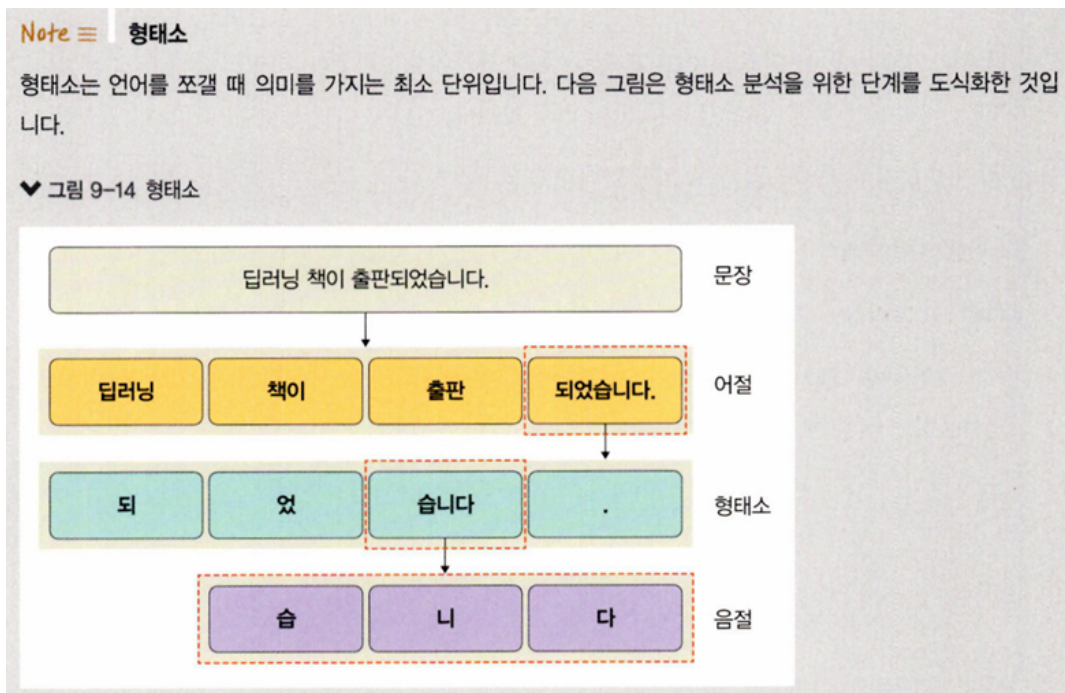 Note 형태소
형태소는 언어를 쪼갤 때 의미를 가지는 최소 단위입니다. 다음 그림은 형태소 분석을 위한 단계를 도식화한 것입
니다.
그림 9-14 형태소
딥러닝 책이 출판되었습니다. 문장
딥러닝 책이 출판 되었습니다. 어절
되 었 습니다 . 형태소
습 니 다 음절